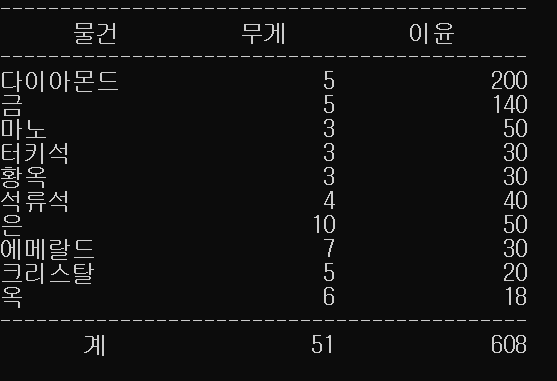 물건 무게 이윤
다이아몬드 5 200
금 5 140
마노 3 50
터키석 3 30
황옥 3 30
석류석 4 40
은 10 50
에메랄드 7 30
크리스탈 5 20
옥 6 18
계 51 608